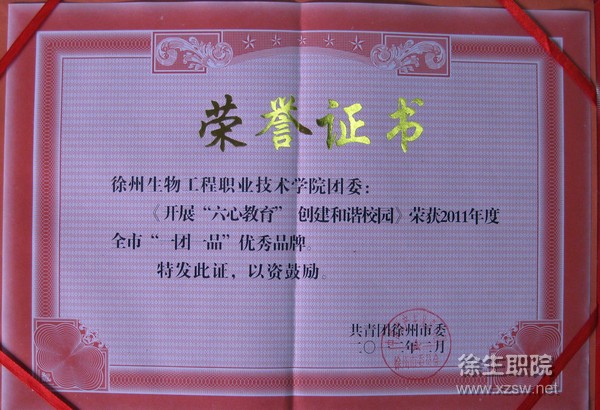 荣誉证书
徐州生物工程职业技术学院团委：
《开展“六心教育” 创建和谐校园》荣获2011年度
全市“一团一品”优秀品牌。
特发此证，以资鼓励。
共青团徐州市委
二〇一二年二月
徐生职院
www.xzsw.net